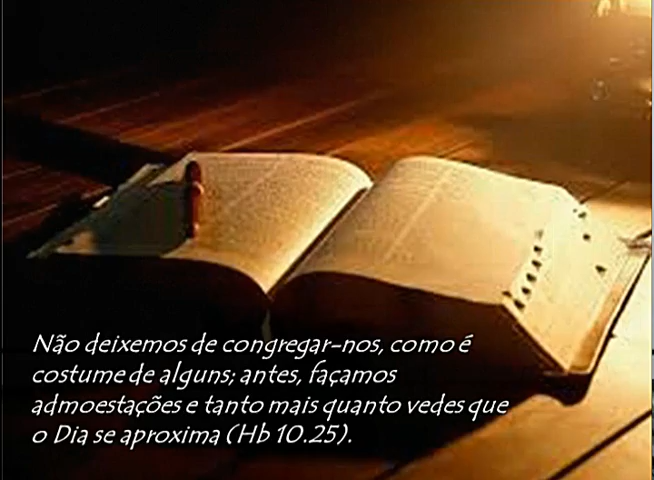 Não deixemos de congregar-nos, como é
costume de alguns; antes, façamos
admoestações e tanto mais quanto vedes que
o Dia se aproxima (Hb 10.25).